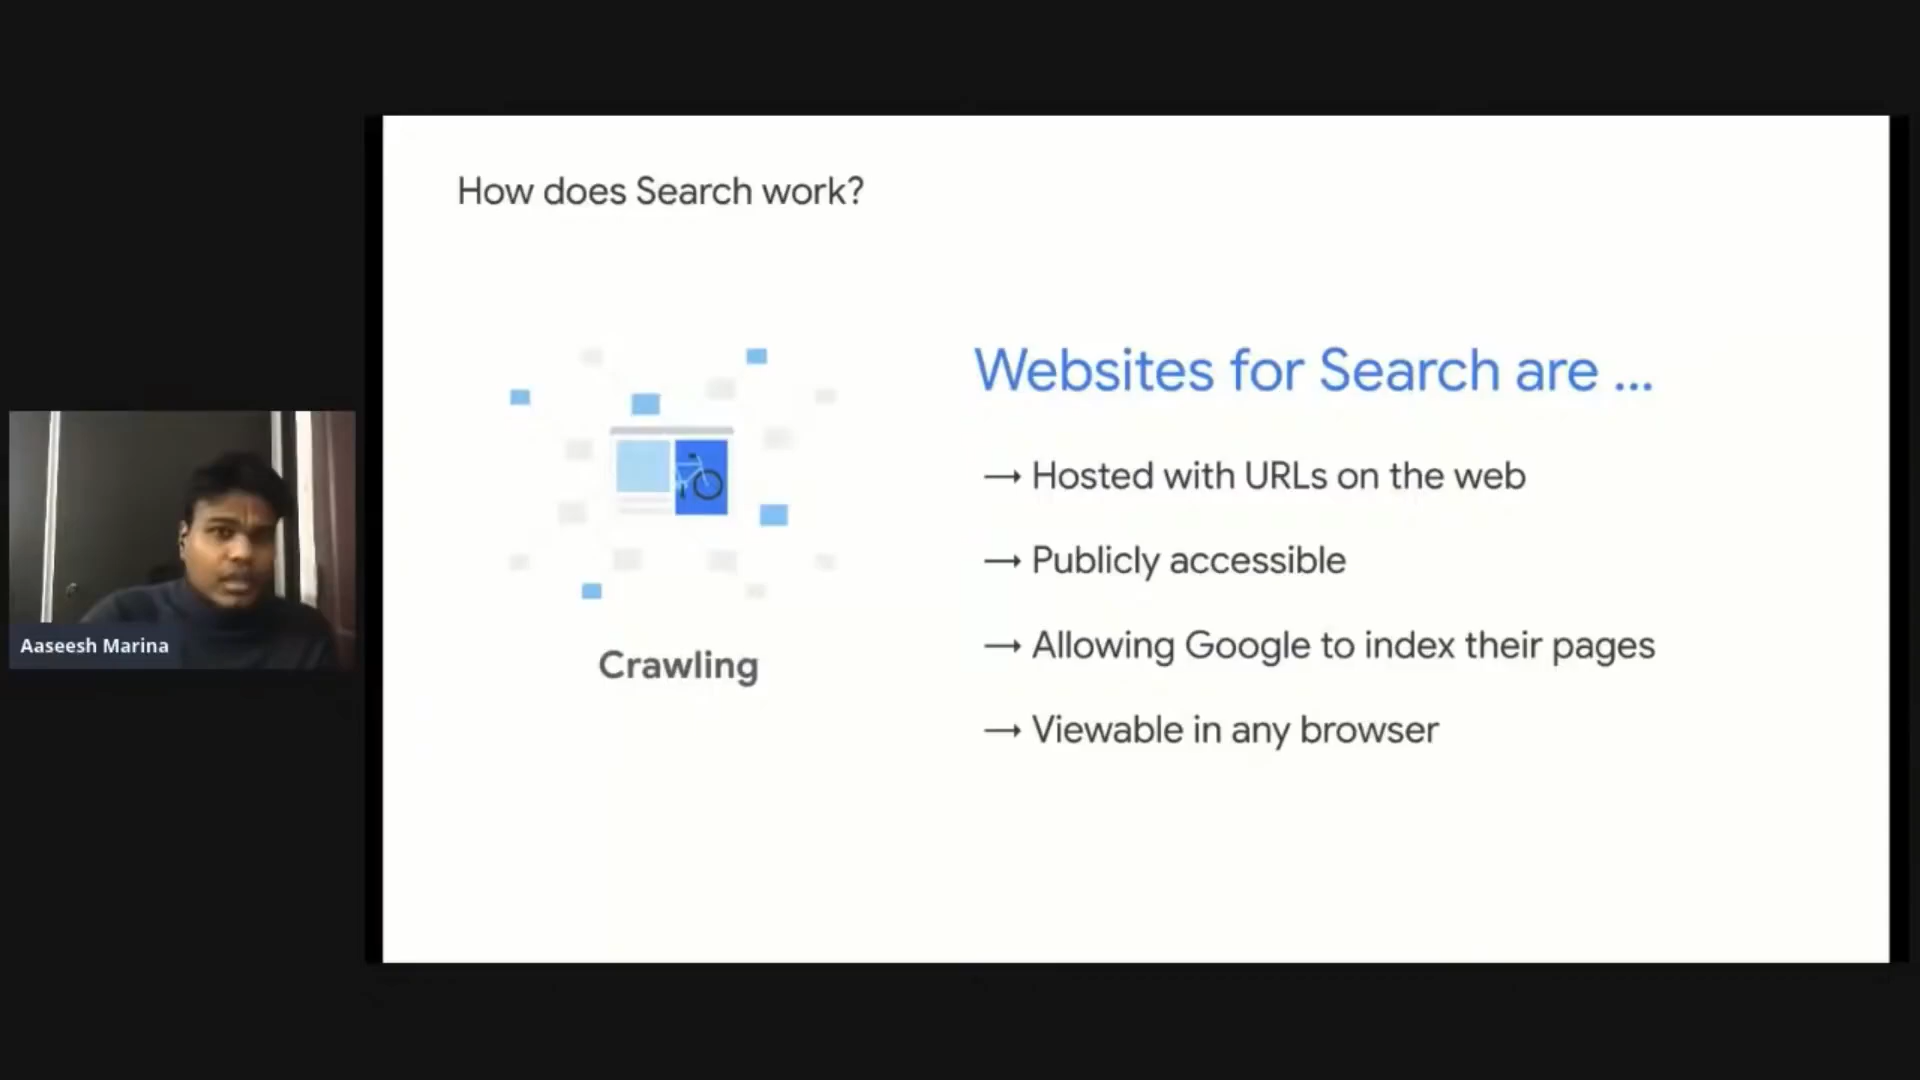 How does Search work?
Websites for Search are ...
→ Hosted with URLs on the web
→ Publicly accessible
→ Allowing Google to index their pages
→ Viewable in any browser
Crawling
Aaseesh Marina